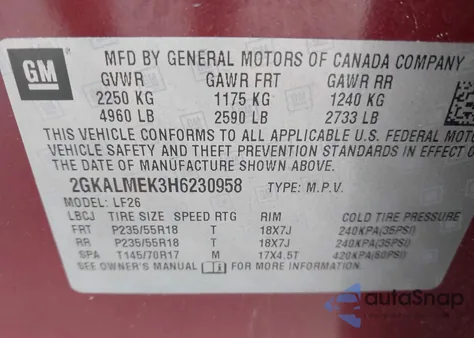 GM
MFD BY GENERAL MOTORS OF CANADA COMPANY
GVWR GAWR FRT GAWR RR
2250 KG 1175 KG 1240 KG
4960 LB 2590 LB 2733 LB
THIS VEHICLE CONFORMS TO ALL APPLICABLE U.S. FEDERAL MOTOR
VEHICLE SAFETY AND THEFT PREVENTION STANDARDS IN EFFECT O
THE DATE OF MANUFACTURE SHOWN ABOVE.
2GKALMEK3H6230958 TYPE: M.P.V.
MODEL: LF26
LBCJ TIRE SIZE SPEED RTG RIM COLD TIRE PRESSURE
FRT P235/55R18 T 18X7J 240KPA(35PSI)
RR P235/55R18 T 18X7J 240KPA(35PSI)
SPA T145/70R17 M 17X4.5T 420KPA(60PSI)
SEE OWNER'S MANUAL FOR MORE INFORMATION
autoSnap